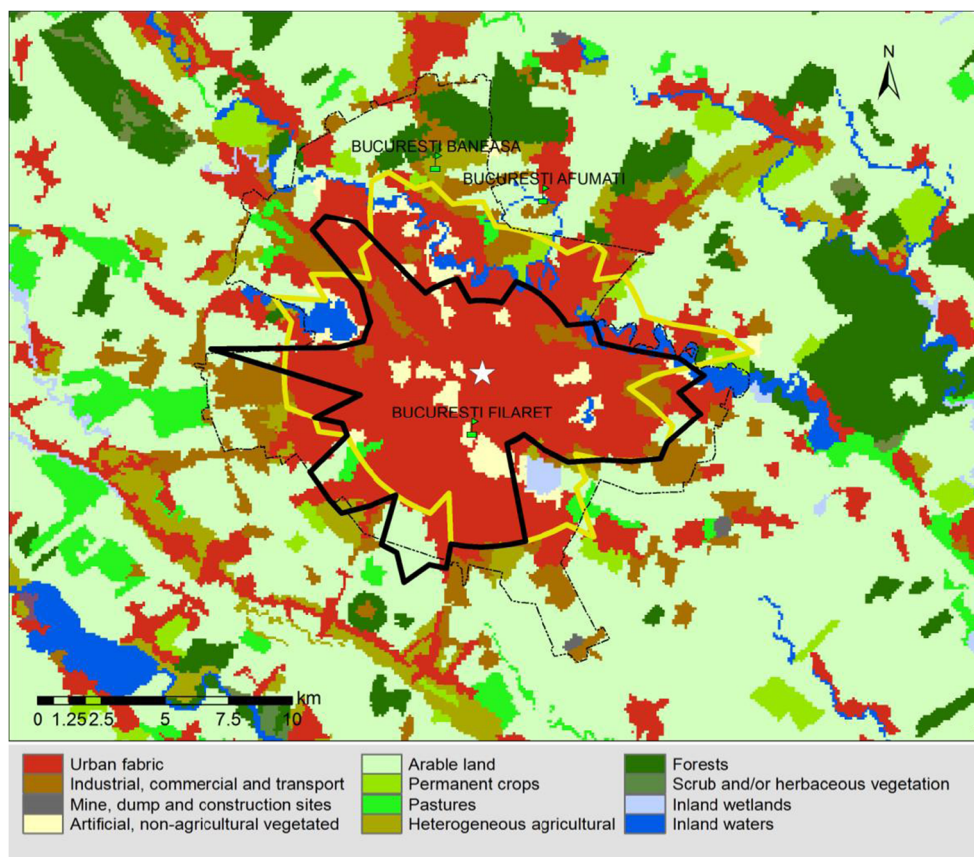 N
BUCURESTI BANEASA
BUCURESTI AFUMATI
BUCURESTI FILARET
km
0 1.25 2.5 5 7.5 10
Urban fabric
Industrial, commercial and transport
Mine, dump and construction sites
Artificial, non-agricultural vegetated
Arable land
Permanent crops
Pastures
Heterogeneous agricultural
Forests
Scrub and/or herbaceous vegetation
Inland wetlands
Inland waters